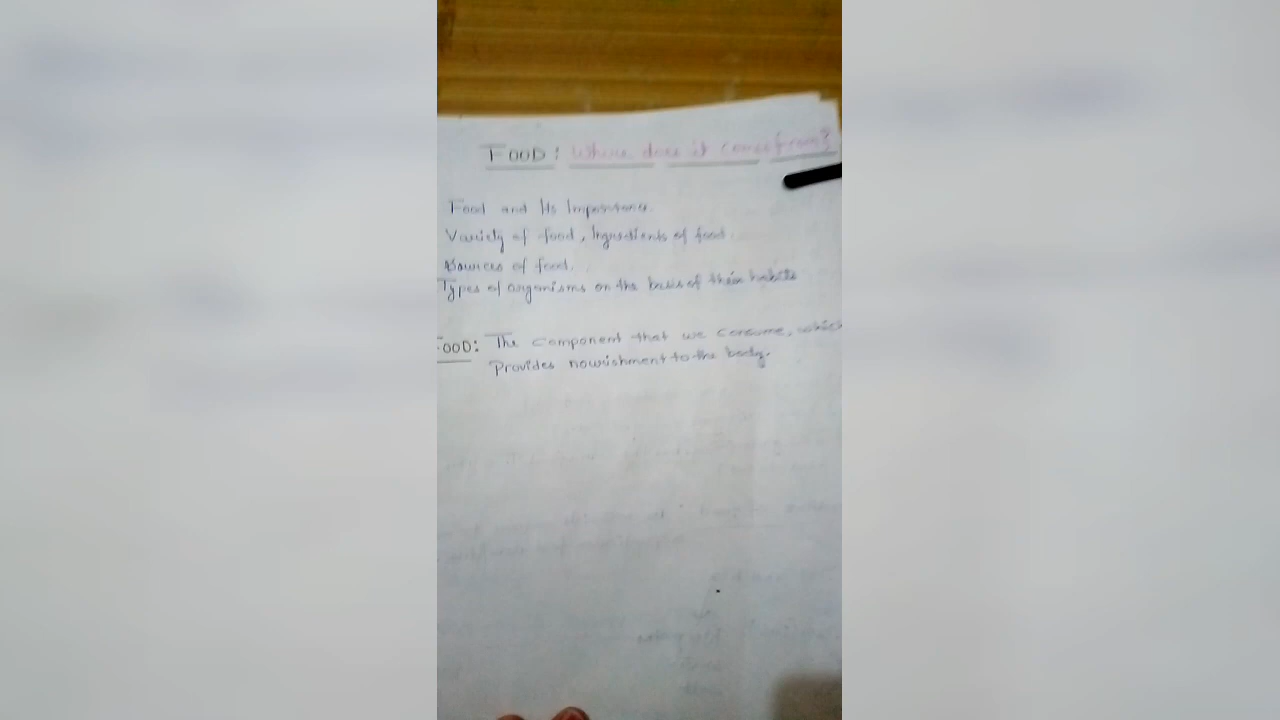 FOOD: Where does it come from?
Food and Its Importance.
Variety of food, Ingredients of food
Sources of food.
Types of organisms on the basis of their habits
FOOD: The component that we consume, which
Provides nourishment to the body.